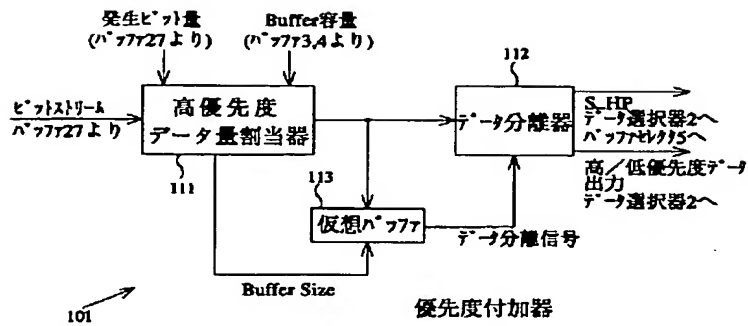 発生ビット量
(バッファ27より)
Buffer容量
(バッファ3,4より)
ビットストリーム
バッファ27より
高優先度
データ量割当器
111
112
データ分離器
S_HP
データ選択器2へ
バッファセレクタ5へ
高／低優先度データ
出力
データ選択器2へ
113
仮想バッファ
データ分離信号
Buffer Size
101
優先度付加器